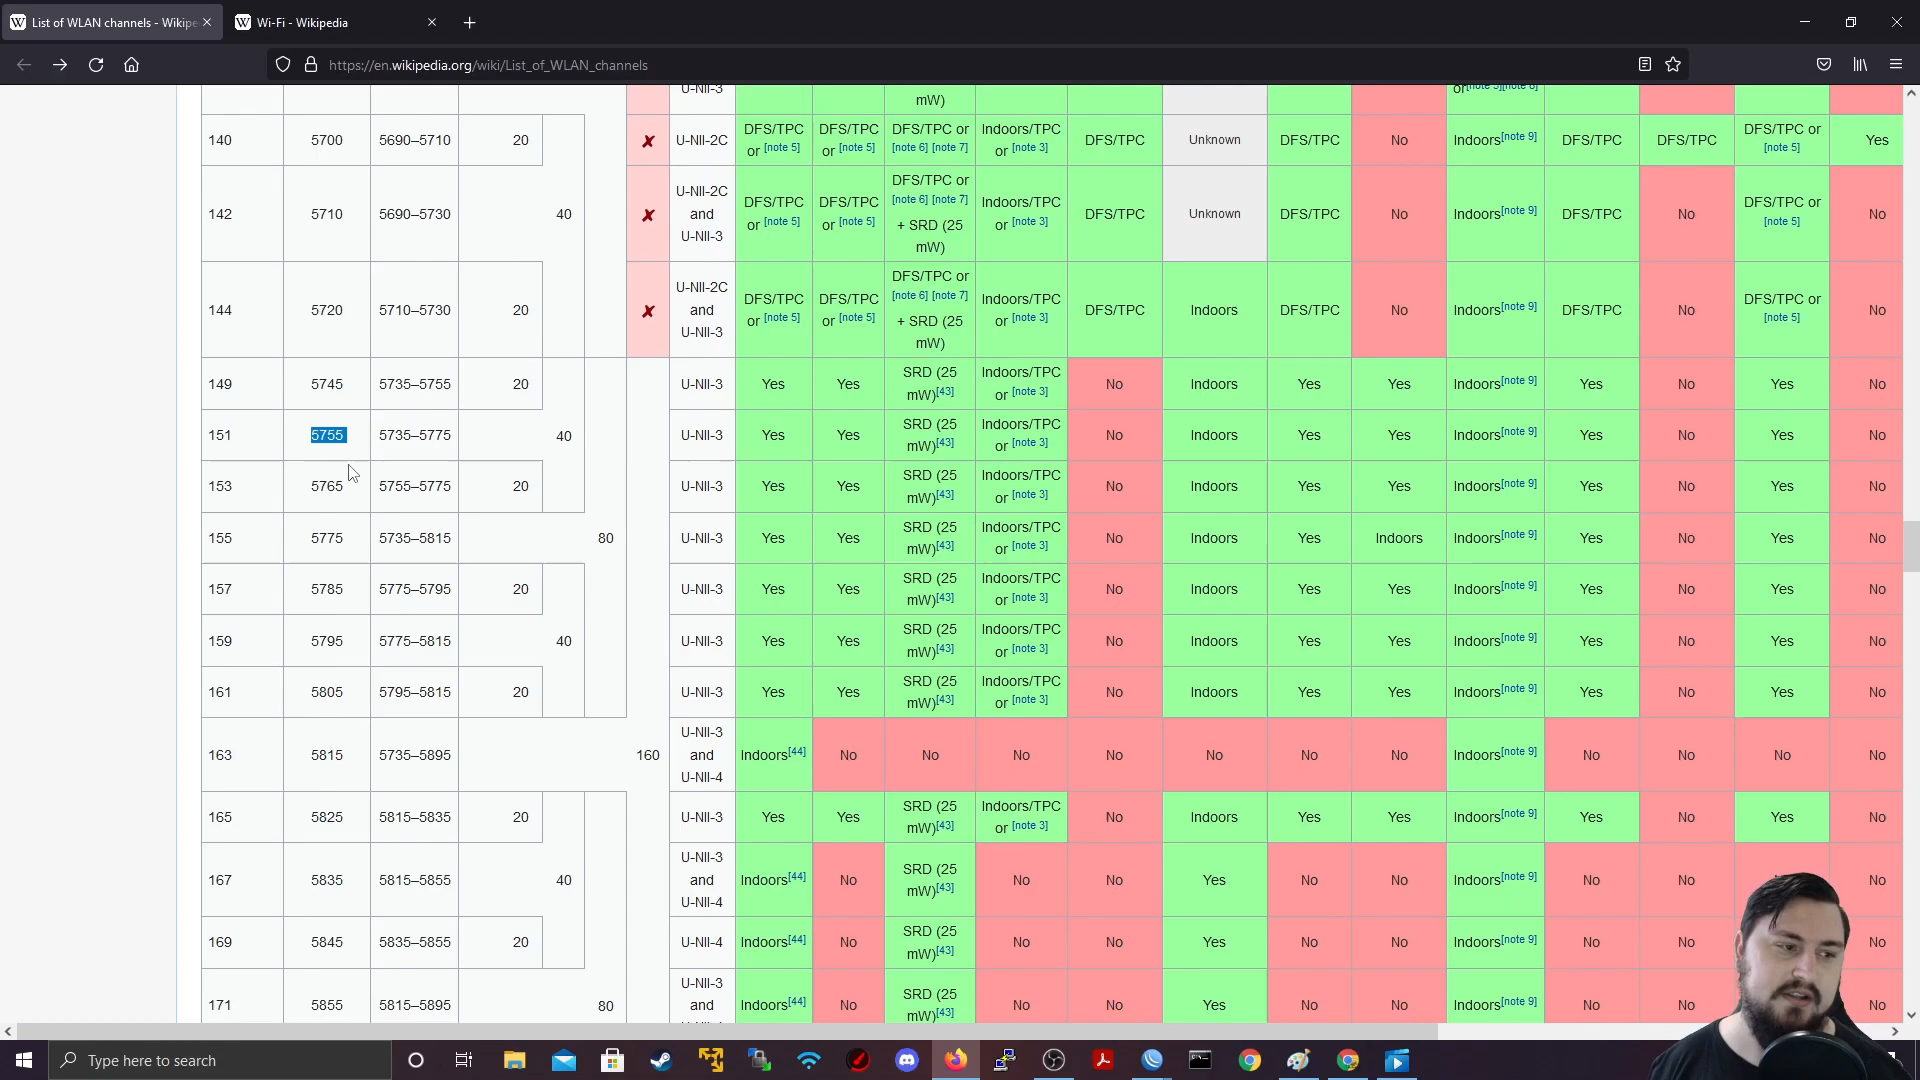 List of WLAN channels - Wikipe
Wi-Fi - Wikipedia
https://en.wikipedia.org/wiki/List_of_WLAN_channels
U-NII-3 mW) or[note 5][note 6]
140 5700 5690–5710 20 ✘ U-NII-2C DFS/TPC or [note 5] DFS/TPC or [note 5] DFS/TPC or [note 6] [note 7] Indoors/TPC or [note 3] DFS/TPC Unknown DFS/TPC No Indoors[note 9] DFS/TPC DFS/TPC DFS/TPC or [note 5] Yes
142 5710 5690–5730 40 ✘ U-NII-2C and U-NII-3 DFS/TPC or [note 5] DFS/TPC or [note 5] DFS/TPC or [note 6] [note 7] + SRD (25 mW) Indoors/TPC or [note 3] DFS/TPC Unknown DFS/TPC No Indoors[note 9] DFS/TPC No DFS/TPC or [note 5] No
144 5720 5710–5730 20 ✘ U-NII-2C and U-NII-3 DFS/TPC or [note 5] DFS/TPC or [note 5] DFS/TPC or [note 6] [note 7] + SRD (25 mW) Indoors/TPC or [note 3] DFS/TPC Indoors DFS/TPC No Indoors[note 9] DFS/TPC No DFS/TPC or [note 5] No
149 5745 5735–5755 20 U-NII-3 Yes Yes SRD (25 mW)[43] Indoors/TPC or [note 3] No Indoors Yes Yes Indoors[note 9] Yes No Yes No
151 5755 5735–5775 40 U-NII-3 Yes Yes SRD (25 mW)[43] Indoors/TPC or [note 3] No Indoors Yes Yes Indoors[note 9] Yes No Yes No
153 5765 5755–5775 20 U-NII-3 Yes Yes SRD (25 mW)[43] Indoors/TPC or [note 3] No Indoors Yes Yes Indoors[note 9] Yes No Yes No
155 5775 5735–5815 80 U-NII-3 Yes Yes SRD (25 mW)[43] Indoors/TPC or [note 3] No Indoors Yes Indoors Indoors[note 9] Yes No Yes No
157 5785 5775–5795 20 U-NII-3 Yes Yes SRD (25 mW)[43] Indoors/TPC or [note 3] No Indoors Yes Yes Indoors[note 9] Yes No Yes No
159 5795 5775–5815 40 U-NII-3 Yes Yes SRD (25 mW)[43] Indoors/TPC or [note 3] No Indoors Yes Yes Indoors[note 9] Yes No Yes No
161 5805 5795–5815 20 U-NII-3 Yes Yes SRD (25 mW)[43] Indoors/TPC or [note 3] No Indoors Yes Yes Indoors[note 9] Yes No Yes No
163 5815 5735–5895 160 U-NII-3 and U-NII-4 Indoors[44] No No No No No No No Indoors[note 9] No No No No
165 5825 5815–5835 20 U-NII-3 Yes Yes SRD (25 mW)[43] Indoors/TPC or [note 3] No Indoors Yes Yes Indoors[note 9] Yes No Yes No
167 5835 5815–5855 40 U-NII-3 and U-NII-4 Indoors[44] No SRD (25 mW)[43] No No Yes No No Indoors[note 9] No No No
169 5845 5835–5855 20 U-NII-4 Indoors[44] No SRD (25 mW)[43] No No Yes No No Indoors[note 9] No No No
171 5855 5815–5895 80 U-NII-3 and Indoors[44] No SRD (25 mW)[43] No No Yes No No Indoors[note 9] No No No
Type here to search